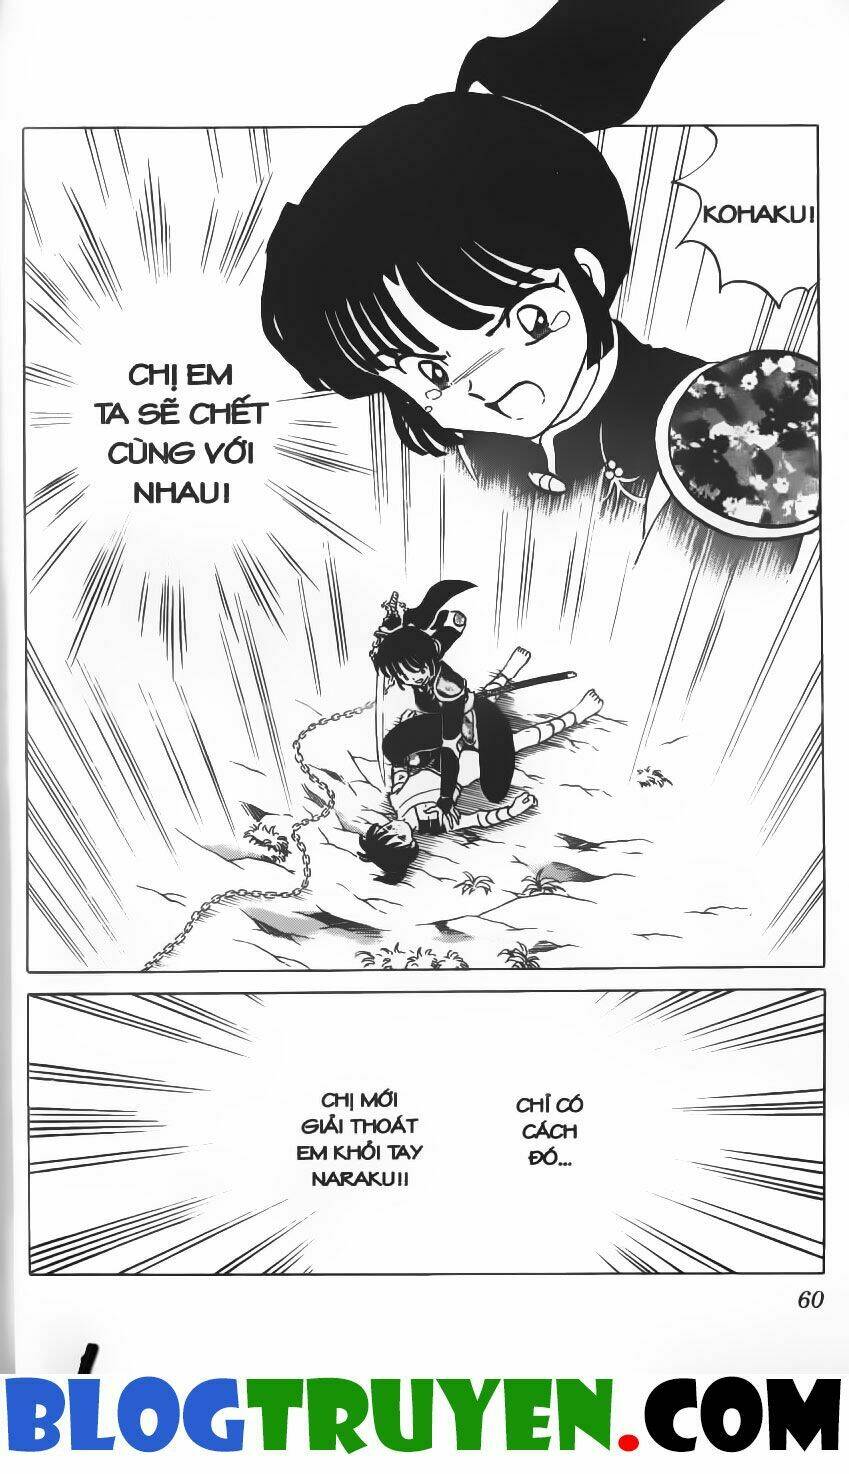 KOHAKU!
CHỊ EM
TA SẼ CHẾT
CÙNG VỚI
NHAU!
CHỈ CÓ
CÁCH
ĐÓ...
CHỊ MỚI
GIẢI THOÁT
EM KHỎI TAY
NARAKU!!
60
BLOGTRUYEN.COM